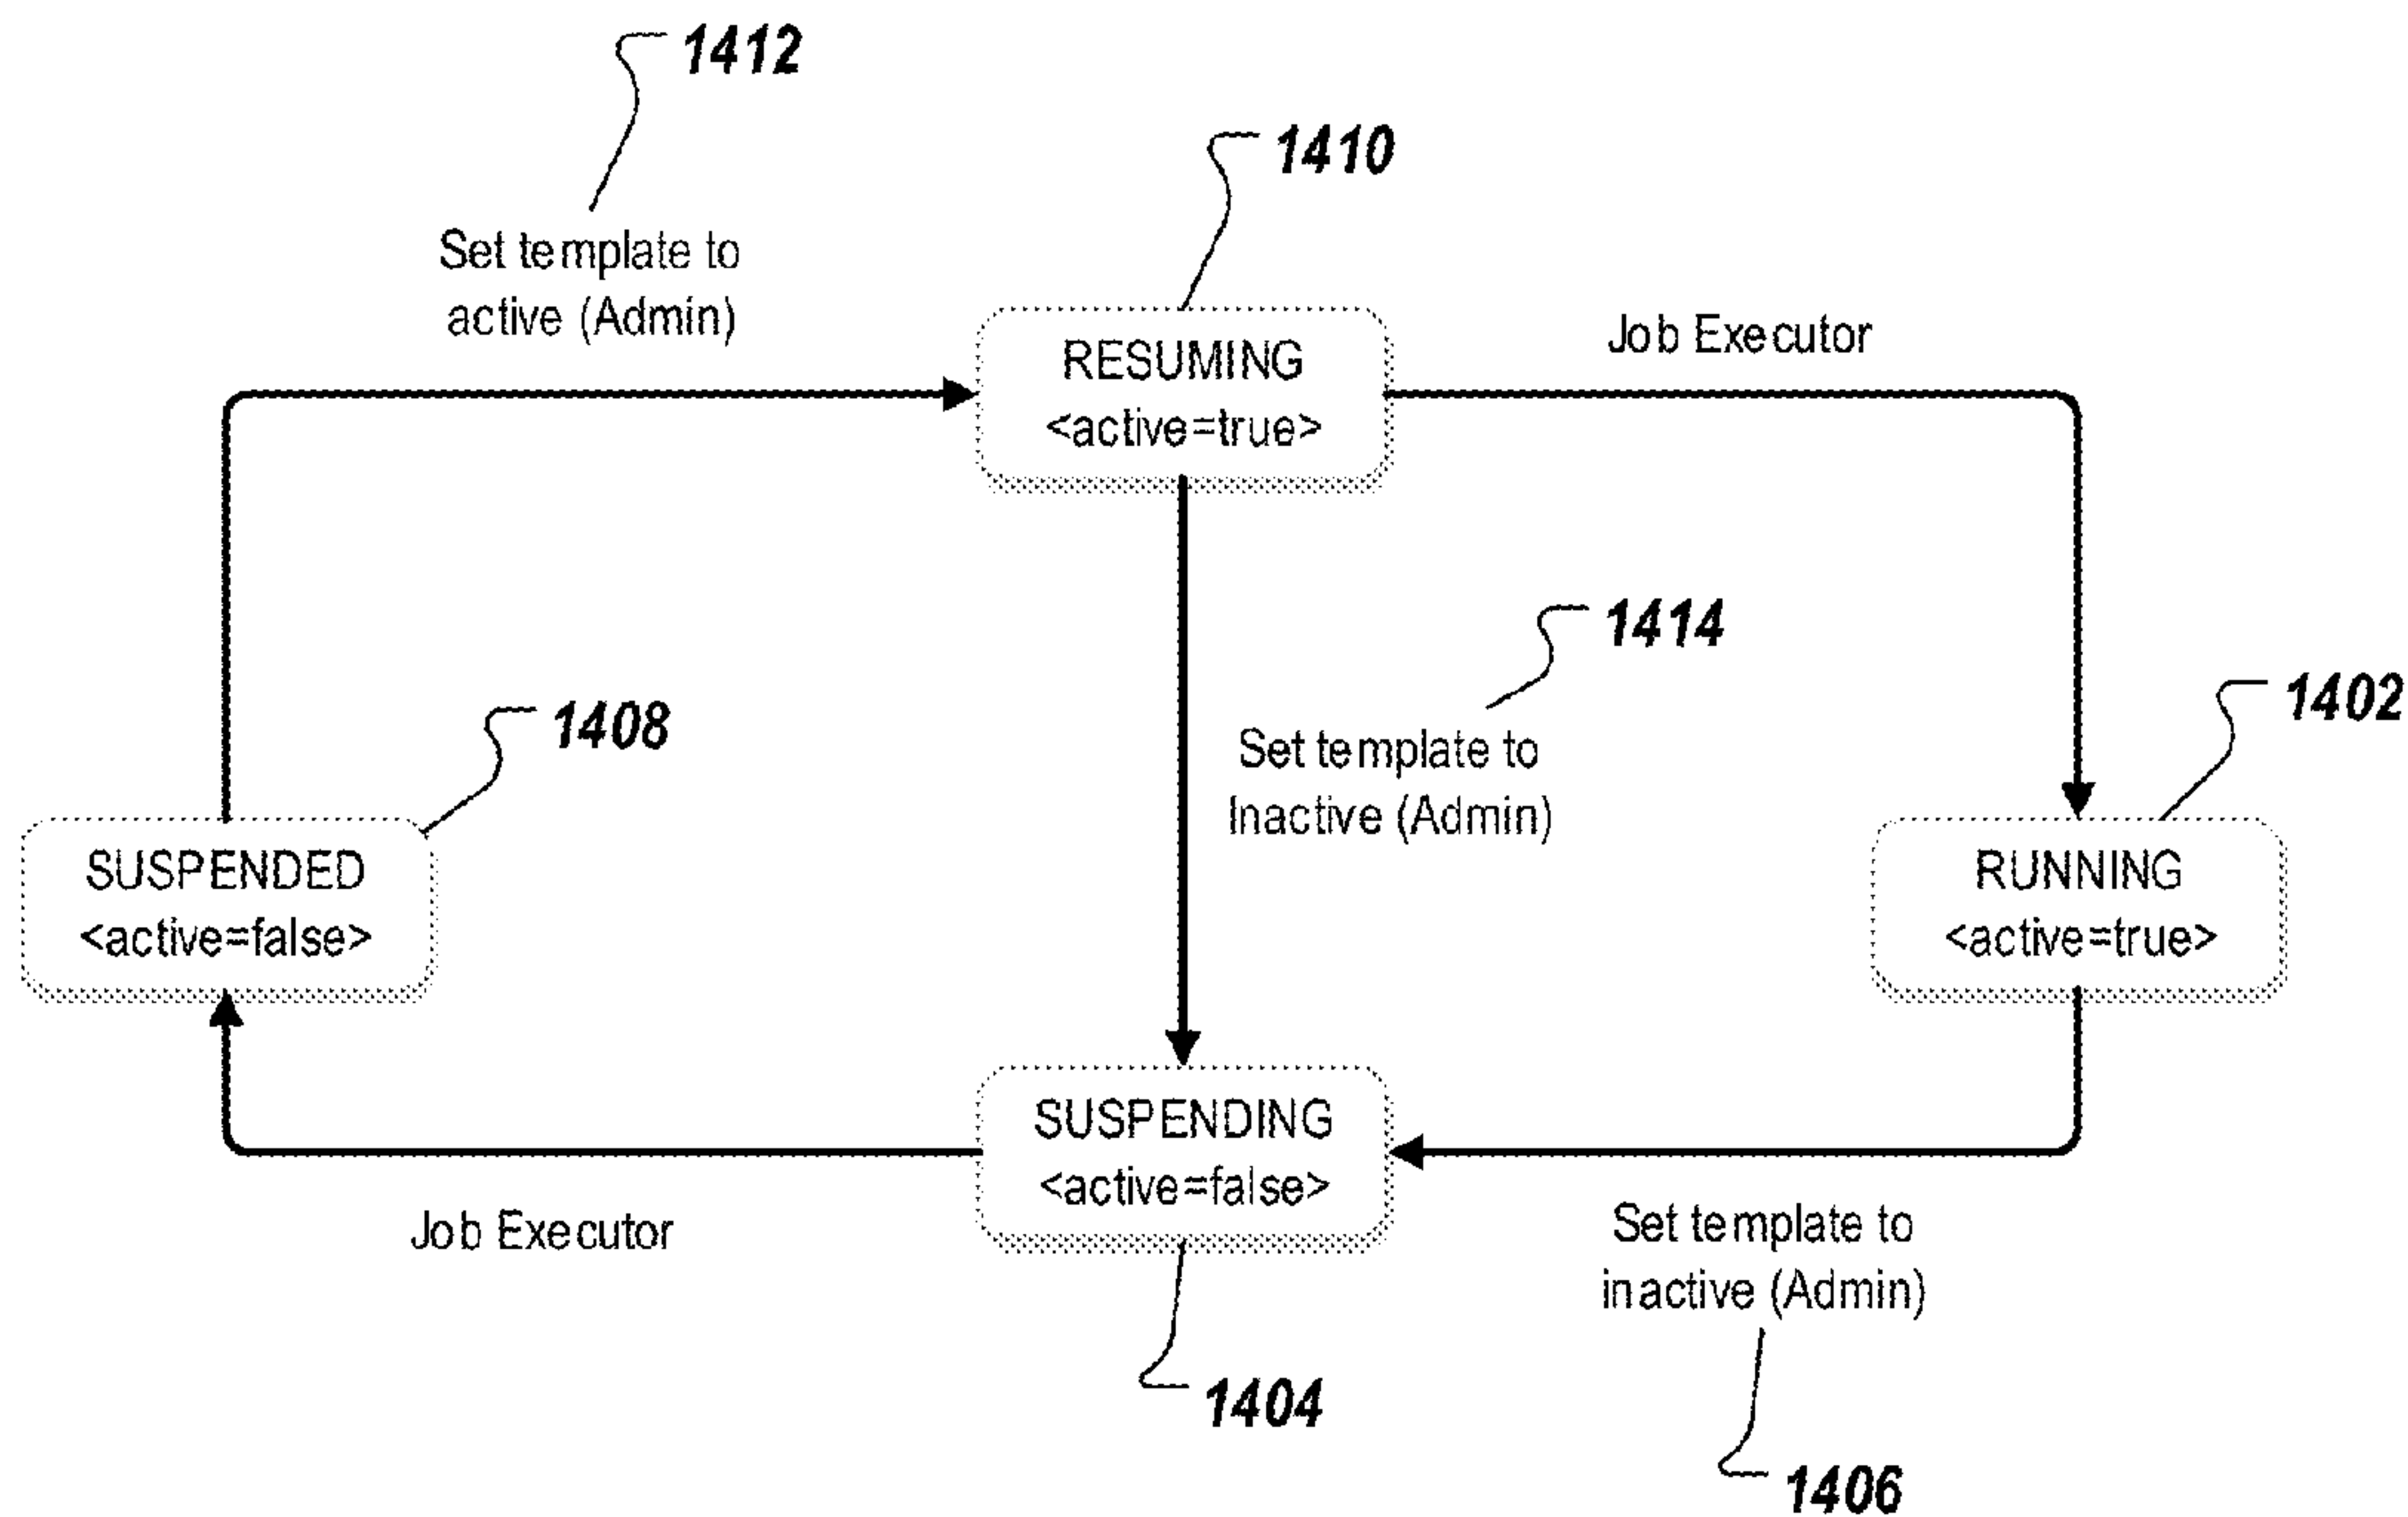 1412
1410
Set template to
active (Admin)
RESUMING
<active=true>
Job Executor
1414
1408
Set template to
Inactive (Admin)
1402
SUSPENDED
<active=false>
RUNNING
<active=true>
SUSPENDING
<active=false>
Job Executor
Set template to
inactive (Admin)
1404
1406